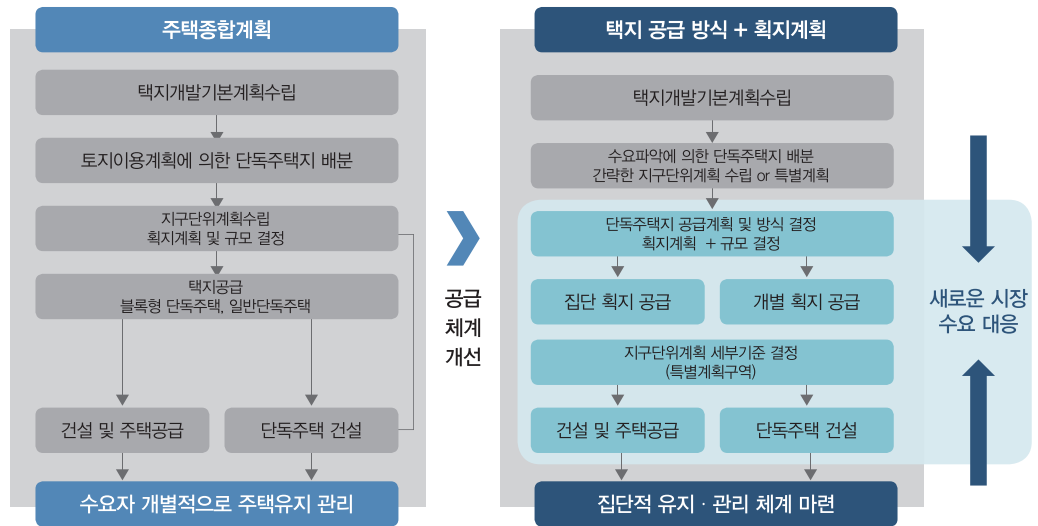 주택종합계획
택지개발기본계획수립
토지이용계획에 의한 단독주택지 배분
지구단위계획수립
획지계획 및 규모 결정
택지공급
블록형 단독주택, 일반단독주택
건설 및 주택공급
단독주택 건설
수요자 개별적으로 주택유지 관리
공급
체계
개선
택지 공급 방식 + 획지계획
택지개발기본계획수립
수요파악에 의한 단독주택지 배분
간략한 지구단위계획 수립 or 특별계획
단독주택지 공급계획 및 방식 결정
획지계획 + 규모 결정
집단 획지 공급
개별 획지 공급
지구단위계획 세부기준 결정
(특별계획구역)
건설 및 주택공급
단독주택 건설
집단적 유지 · 관리 체계 마련
새로운 시장
수요 대응